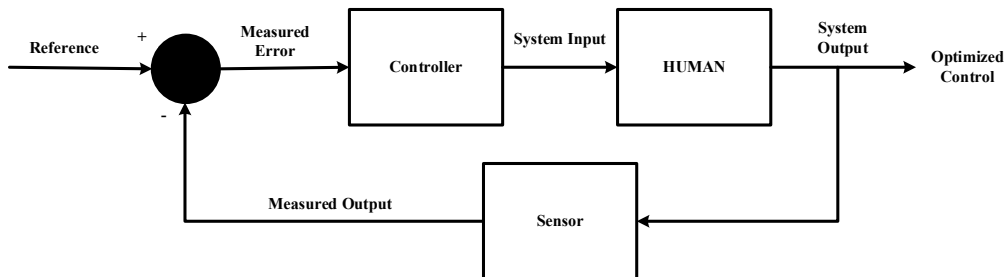 Reference
+
-
Measured
Error
Controller
System Input
HUMAN
System
Output
Optimized
Control
Measured Output
Sensor